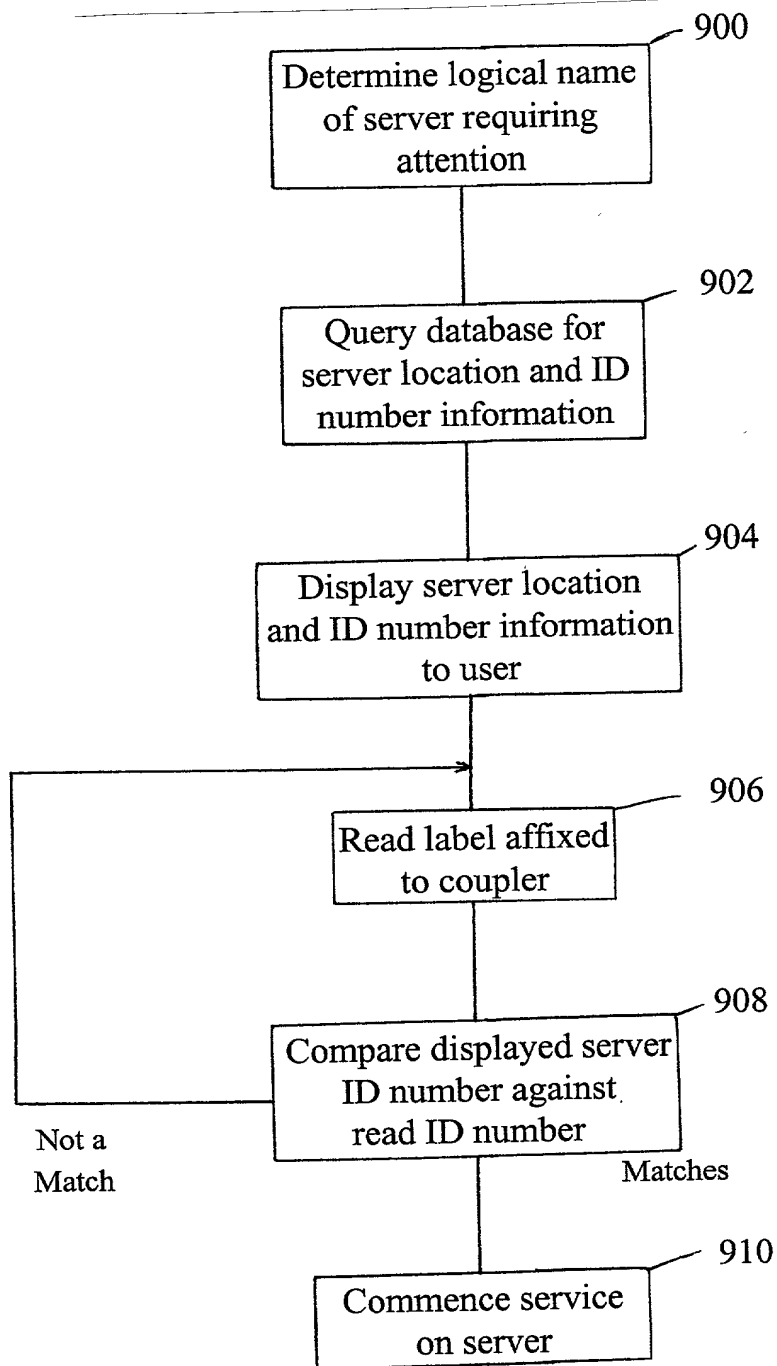 900
Determine logical name
of server requiring
attention
902
Query database for
server location and ID
number information
904
Display server location
and ID number information
to user
906
Read label affixed
to coupler
908
Compare displayed server
ID number against
read ID number
Not a
Match
Matches
910
Commence service
on server